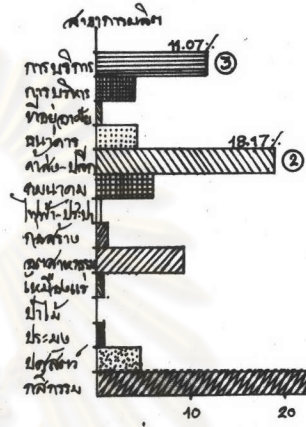 สาขาการผลิต
11.07%
การบริการ ③
การบริหาร
ที่อยู่อาศัย
ธนาคาร
18.17%
ค้าส่ง-ปลีก ②
คมนาคม
ไฟฟ้า-ประปา
ก่อสร้าง
อุตสาหกรรม
เหมืองแร่
ป่าไม้
ประมง
ปศุสัตว์
กสิกรรม
10 20